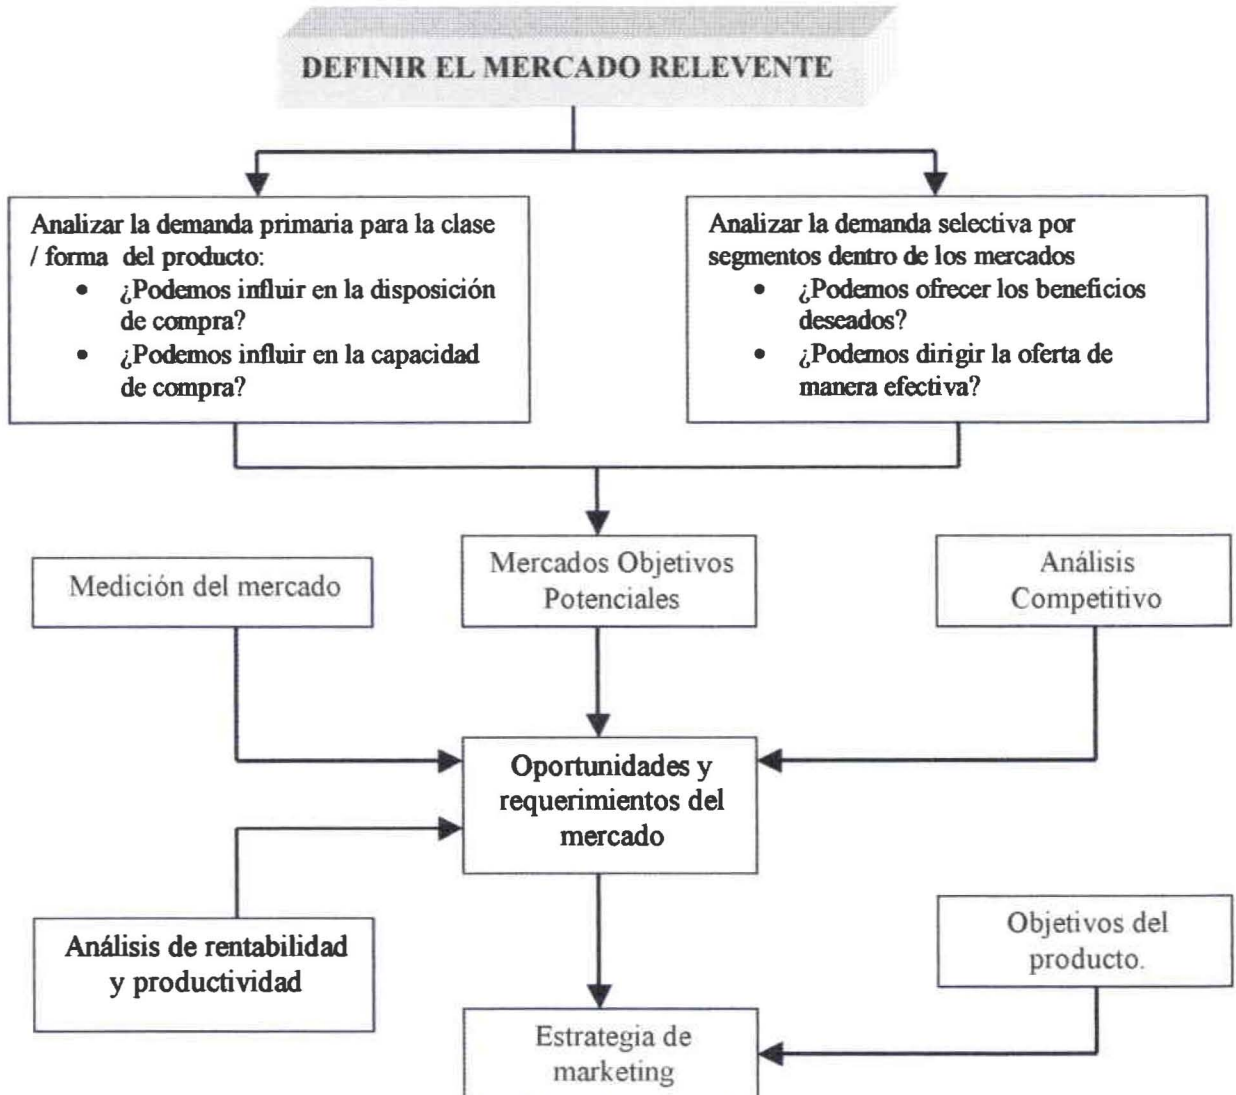 DEFINIR EL MERCADO RELEVENTE
Analizar la demanda primaria para la clase
/ forma del producto:
• ¿Podemos influir en la disposición
de compra?
• ¿Podemos influir en la capacidad
de compra?
Analizar la demanda selectiva por
segmentos dentro de los mercados
• ¿Podemos ofrecer los beneficios
deseados?
• ¿Podemos dirigir la oferta de
manera efectiva?
Medición del mercado
Mercados Objetivos
Potenciales
Análisis
Competitivo
Oportunidades y
requerimientos del
mercado
Análisis de rentabilidad
y productividad
Objetivos del
producto.
Estrategia de
marketing